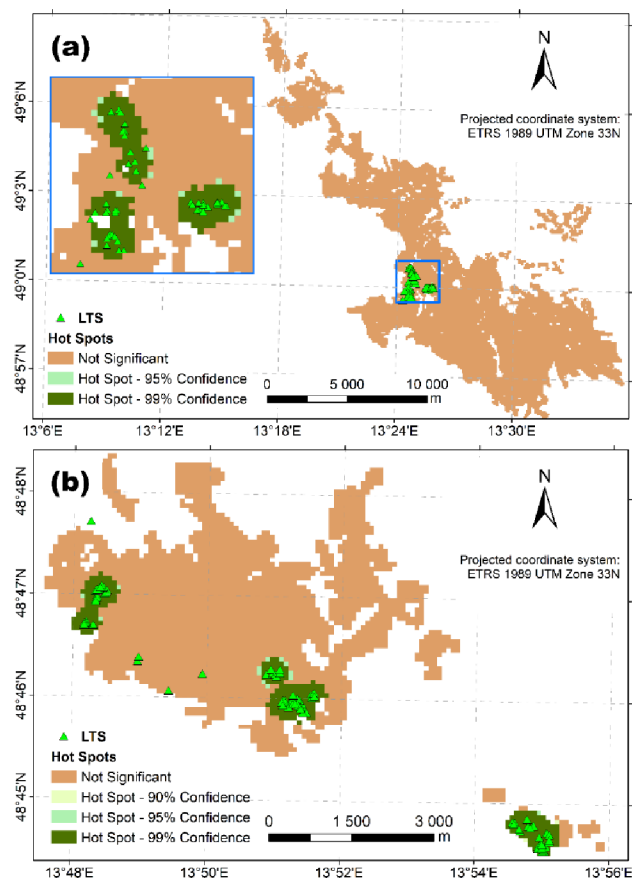 (a)
N
Projected coordinate system:
ETRS 1989 UTM Zone 33N
49°6'N
49°3'N
49°0'N
48°57'N
LTS
Hot Spots
Not Significant
Hot Spot - 95% Confidence
Hot Spot - 99% Confidence
0 5 000 10 000
m
13°6'E 13°12'E 13°18'E 13°24'E 13°30'E
(b)
N
Projected coordinate system:
ETRS 1989 UTM Zone 33N
48°48'N
48°47'N
48°46'N
48°45'N
LTS
Hot Spots
Not Significant
Hot Spot - 90% Confidence
Hot Spot - 95% Confidence
Hot Spot - 99% Confidence
0 1 500 3 000
m
13°48'E 13°50'E 13°52'E 13°54'E 13°56'E